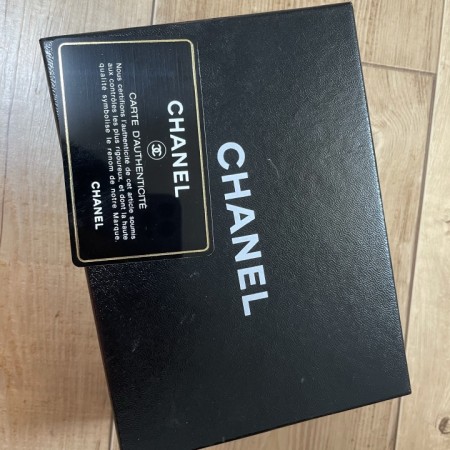 CHANEL
CARTE D'AUTHENTICITÉ
Nous certifions l'authenticité de cet article soumis
aux contrôles les plus rigoureux, et dont la haute
qualité symbolise le renom de notre Marque.
CHANEL
CHANEL